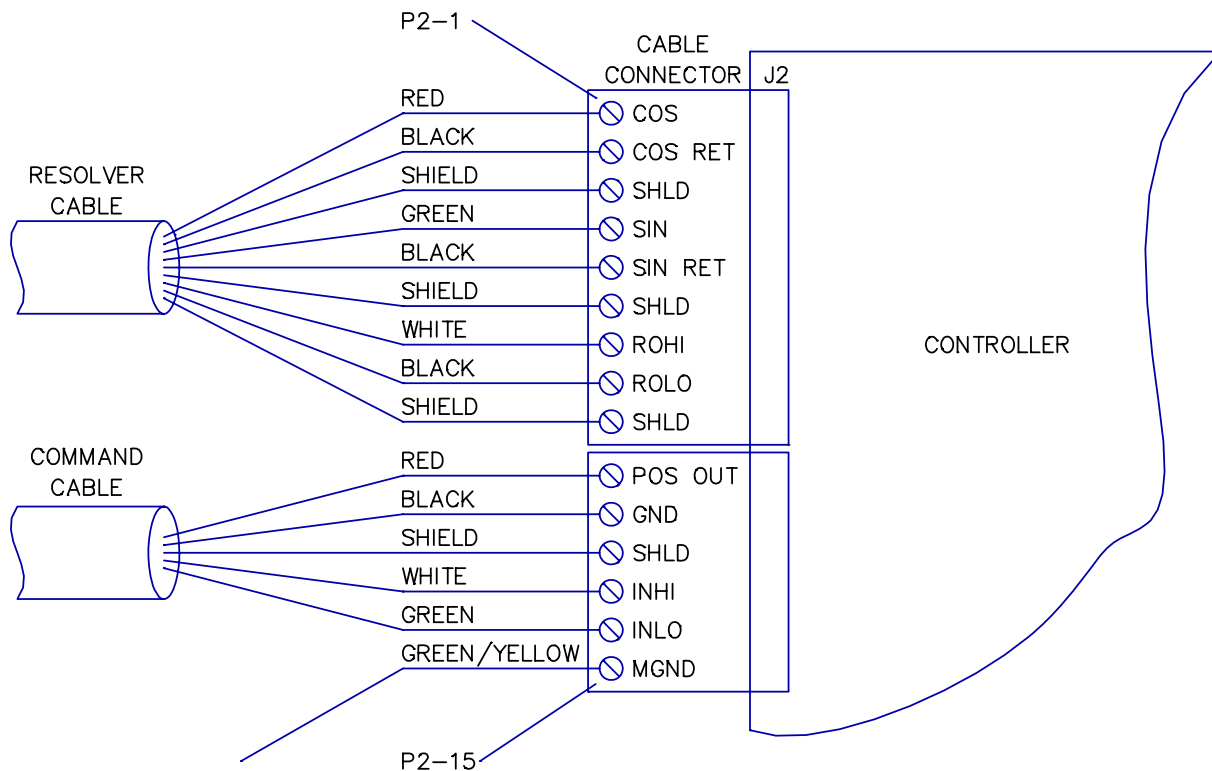 P2-1
CABLE
CONNECTOR J2
RED COS
BLACK COS RET
RESOLVER
CABLE
SHIELD SHLD
GREEN SIN
BLACK SIN RET
SHIELD SHLD
WHITE ROHI
CONTROLLER
BLACK ROLO
SHIELD SHLD
COMMAND
CABLE
RED POS OUT
BLACK GND
SHIELD SHLD
WHITE INHI
GREEN INLO
GREEN/YELLOW MGND
P2-15